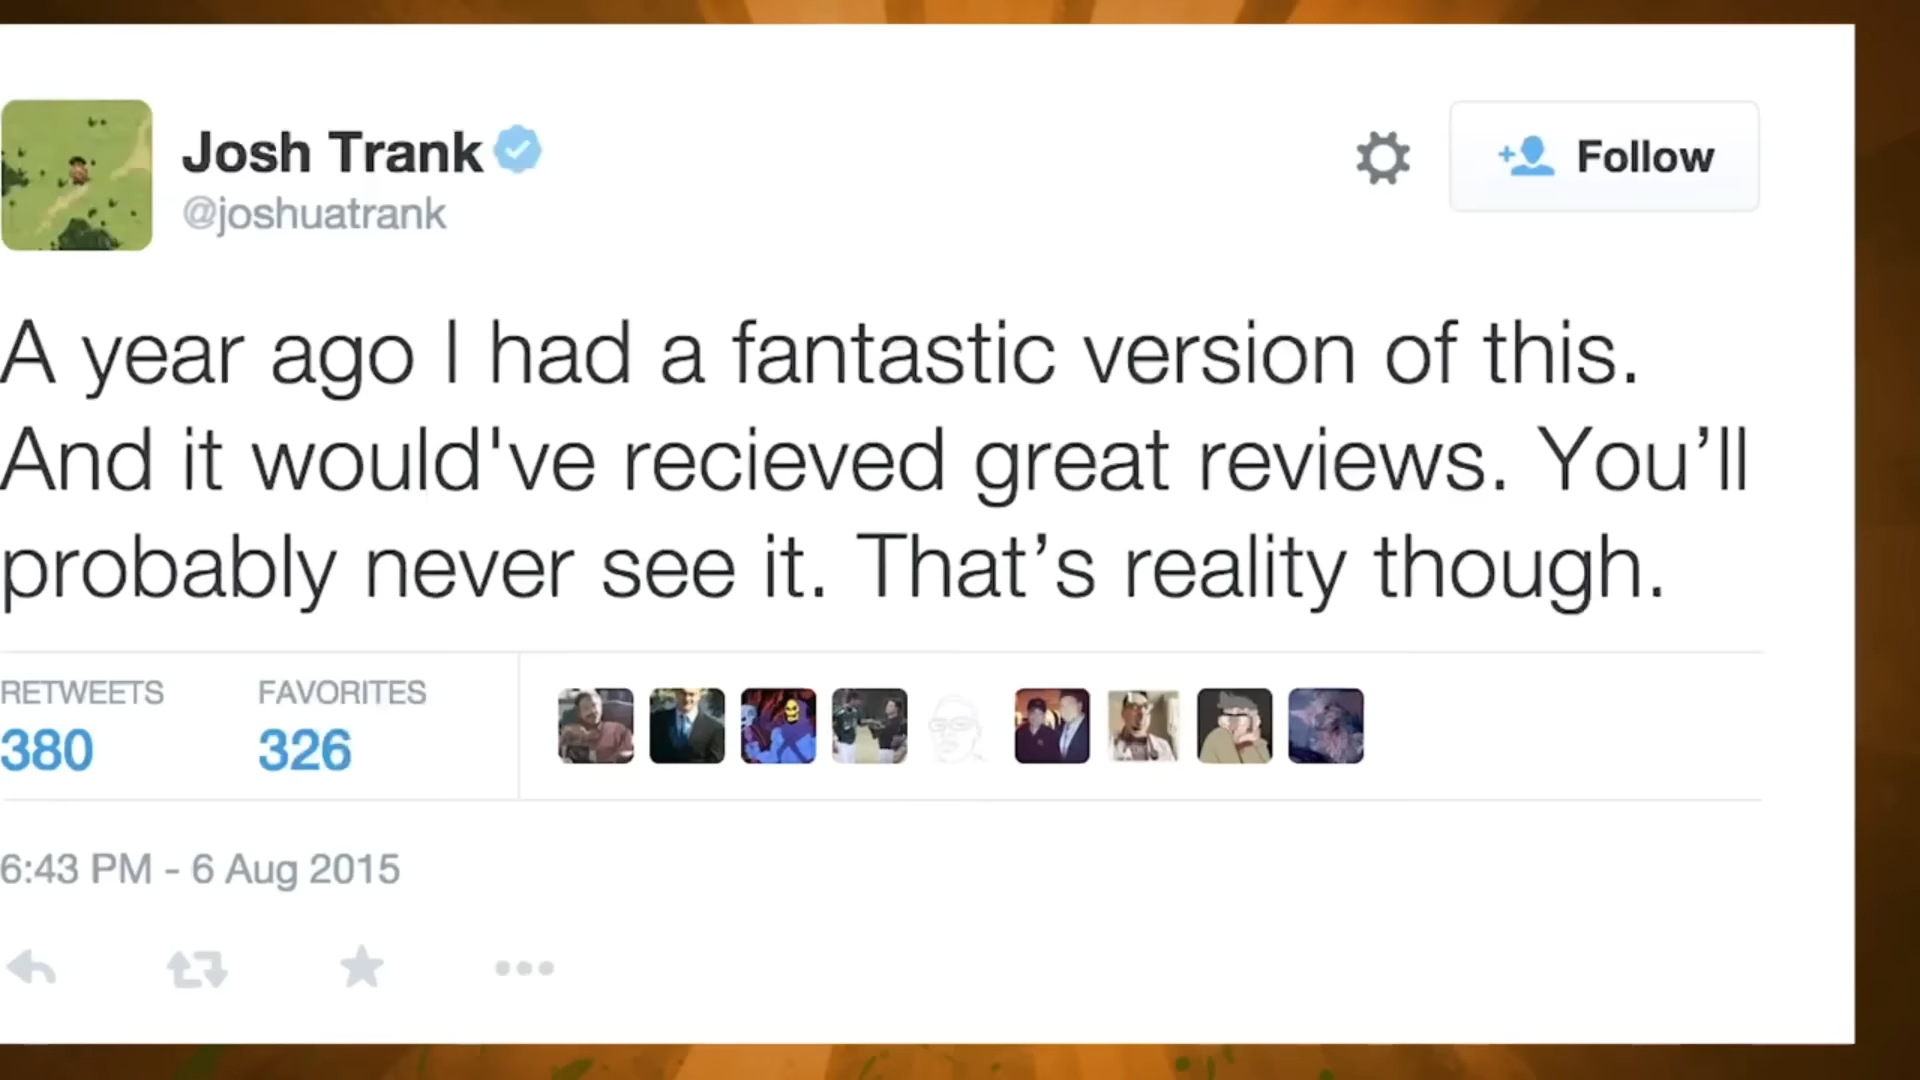 Josh Trank
@joshuatrank
Follow
A year ago I had a fantastic version of this.
And it would've recieved great reviews. You’ll
probably never see it. That’s reality though.
RETWEETS FAVORITES
380 326
6:43 PM - 6 Aug 2015